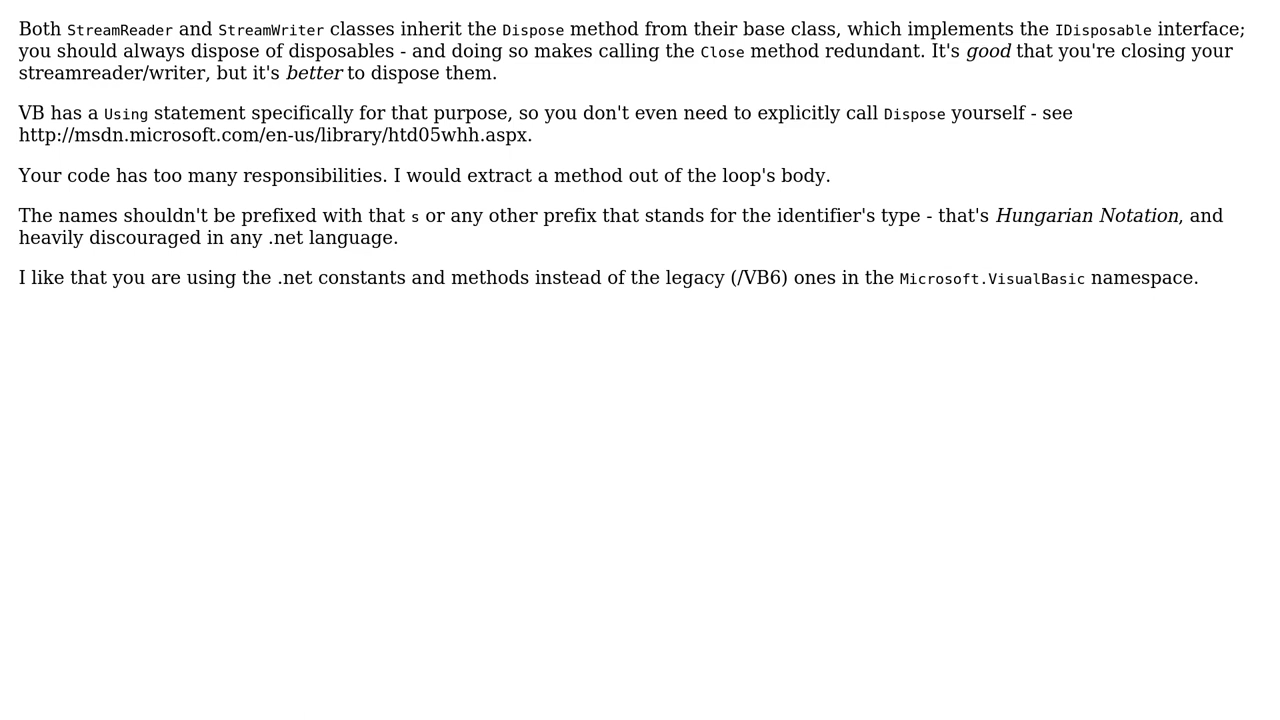 Both StreamReader and StreamWriter classes inherit the Dispose method from their base class, which implements the IDisposable interface;
you should always dispose of disposables - and doing so makes calling the Close method redundant. It's good that you're closing your
streamreader/writer, but it's better to dispose them.
VB has a Using statement specifically for that purpose, so you don't even need to explicitly call Dispose yourself - see
http://msdn.microsoft.com/en-us/library/htd05whh.aspx.
Your code has too many responsibilities. I would extract a method out of the loop's body.
The names shouldn't be prefixed with that s or any other prefix that stands for the identifier's type - that's Hungarian Notation, and
heavily discouraged in any .net language.
I like that you are using the .net constants and methods instead of the legacy (/VB6) ones in the Microsoft.VisualBasic namespace.